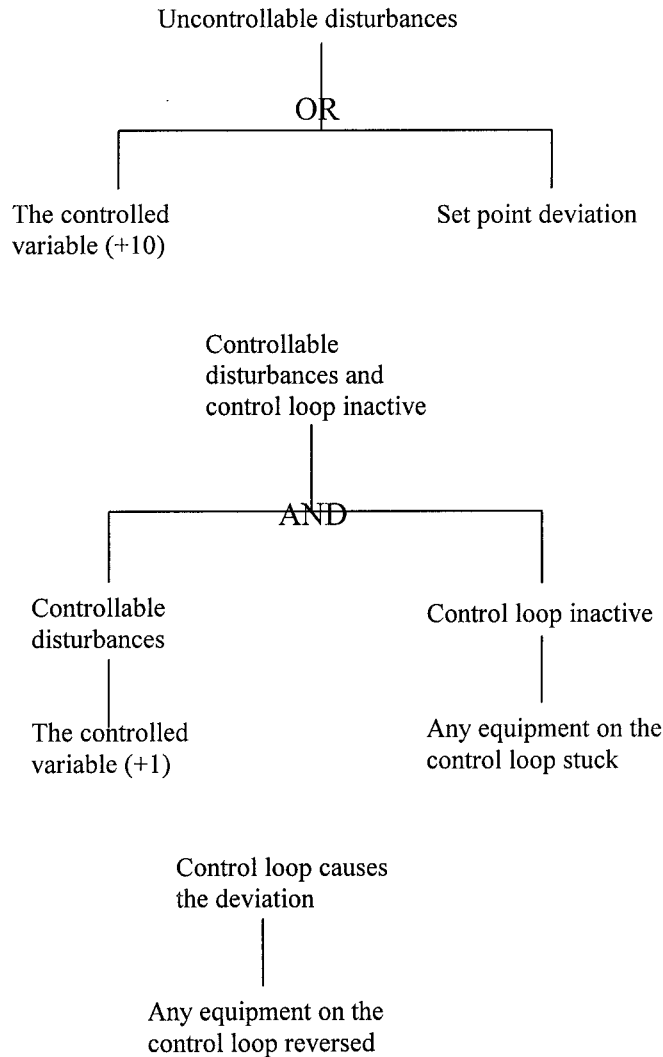 Uncontrollable disturbances
OR
The controlled
variable (+10)
Set point deviation
Controllable
disturbances and
control loop inactive
AND
Controllable
disturbances
Control loop inactive
The controlled
variable (+1)
Any equipment on the
control loop stuck
Control loop causes
the deviation
Any equipment on the
control loop reversed